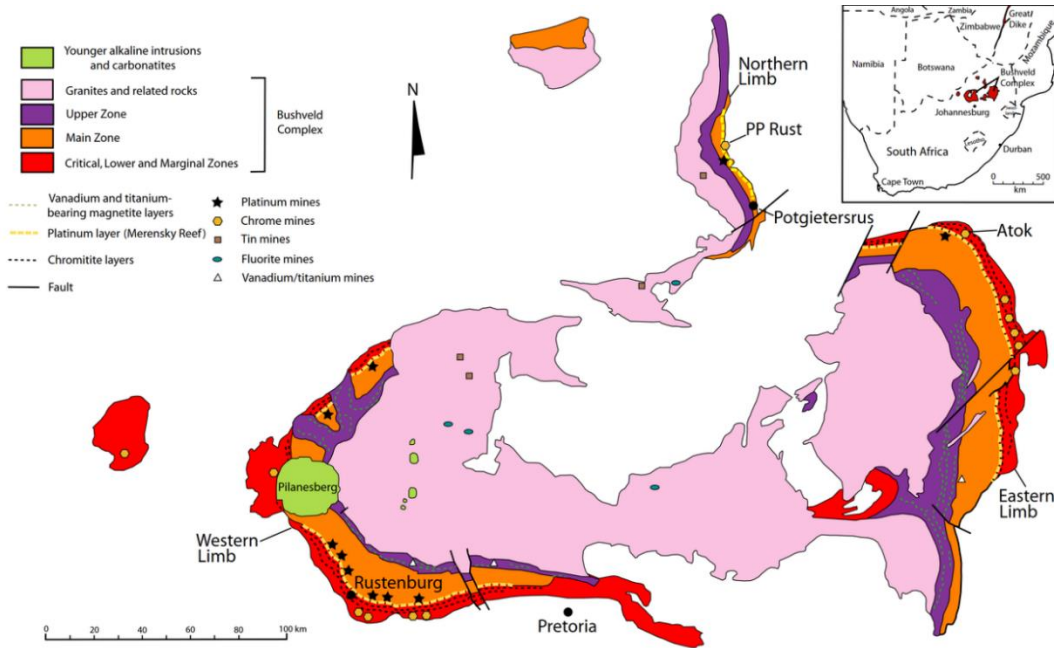 Younger alkaline intrusions
and carbonatites
Granites and related rocks
Upper Zone
Main Zone
Critical, Lower and Marginal Zones
Bushveld
Complex
Vanadium and titanium-
bearing magnetite layers
Platinum layer (Merensky Reef)
Chromitite layers
Fault
Platinum mines
Chrome mines
Tin mines
Fluorite mines
Vanadium/titanium mines
N
Northern
Limb
PP Rust
Potgietersrus
Angola
Zambia
Zimbabwe
Great
Dike
Mozambique
Namibia
Botswana
Bushveld
Complex
Johannesburg
South Africa
Durban
Cape Town
0
500
km
Atok
Pilanesberg
Western
Limb
Rustenburg
Pretoria
Eastern
Limb
0
20
40
60
80
100 km